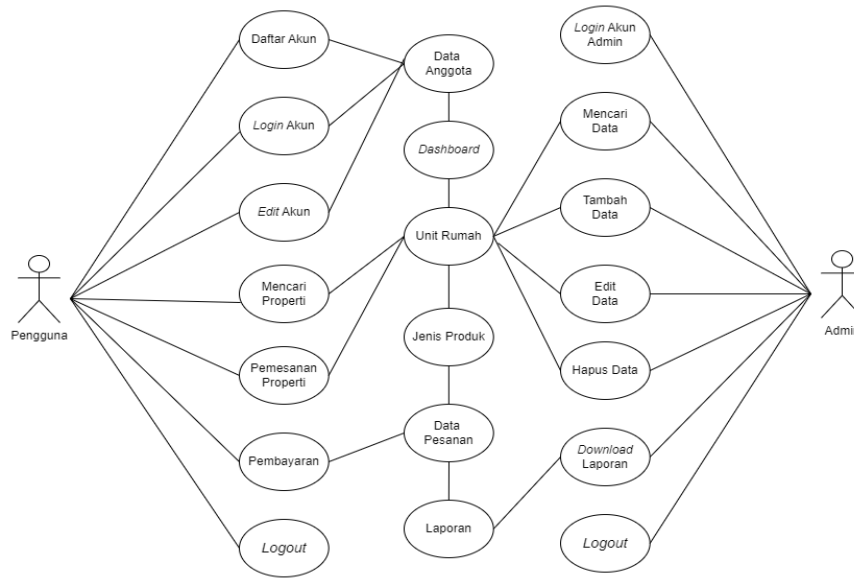 Daftar Akun
Login Akun
Edit Akun
Mencari
Properti
Pemesanan
Properti
Pembayaran
Logout
Pengguna
Data
Anggota
Dashboard
Unit Rumah
Jenis Produk
Data
Pesanan
Laporan
Login Akun
Admin
Mencari
Data
Tambah
Data
Edit
Data
Hapus Data
Download
Laporan
Logout
Admi